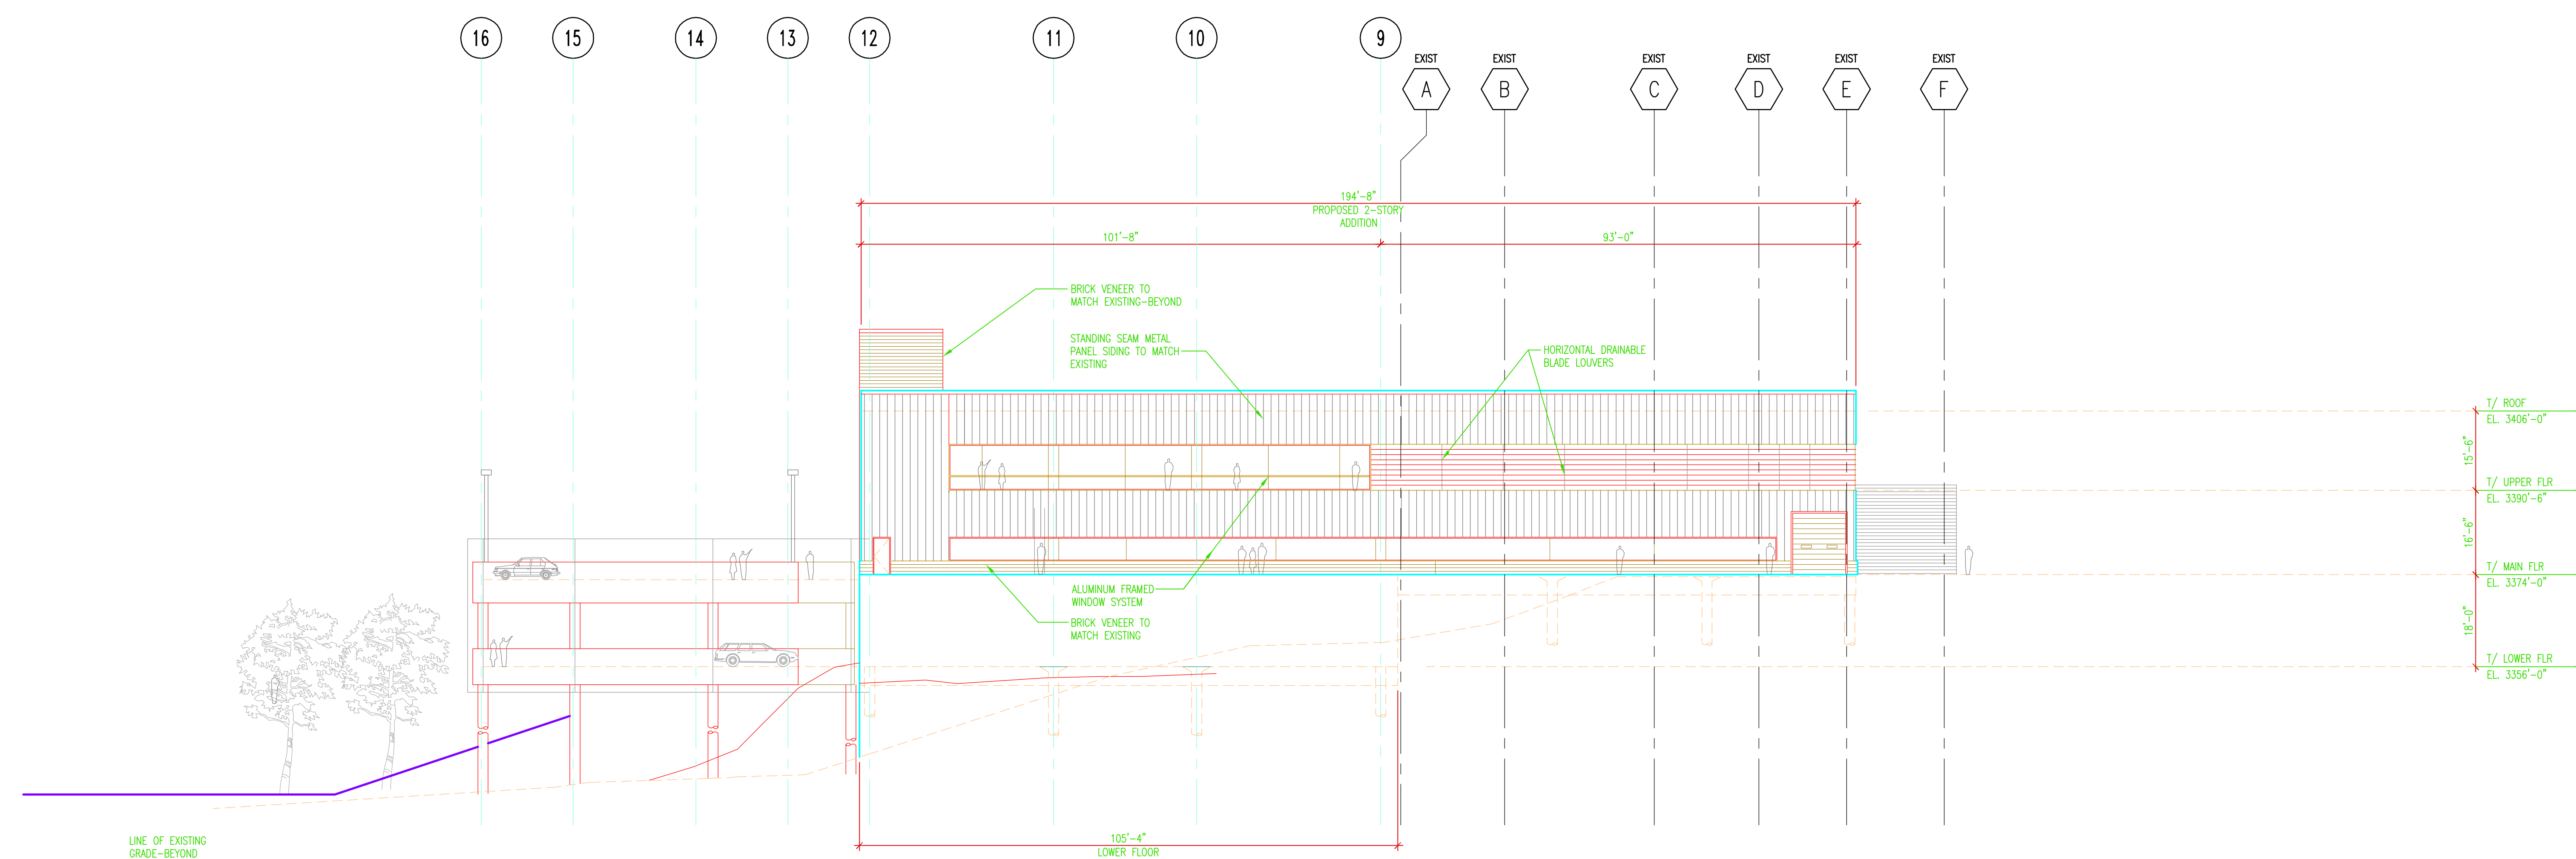 16
15
14
13
12
11
10
9
EXIST
A
EXIST
B
EXIST
C
EXIST
D
EXIST
E
EXIST
F
194'-8"
PROPOSED 2-STORY
ADDITION
101'-8"
93'-0"
BRICK VENEER TO
MATCH EXISTING-BEYOND
STANDING SEAM METAL
PANEL SIDING TO MATCH
EXISTING
HORIZONTAL DRAINABLE
BLADE LOUVERS
T/ ROOF
EL. 3406'-0"
15'-6"
T/ UPPER FLR
EL. 3390'-6"
16'-6"
T/ MAIN FLR
EL. 3374'-0"
18'-0"
T/ LOWER FLR
EL. 3356'-0"
ALUMINUM FRAMED
WINDOW SYSTEM
BRICK VENEER TO
MATCH EXISTING
LINE OF EXISTING
GRADE-BEYOND
105'-4"
LOWER FLOOR